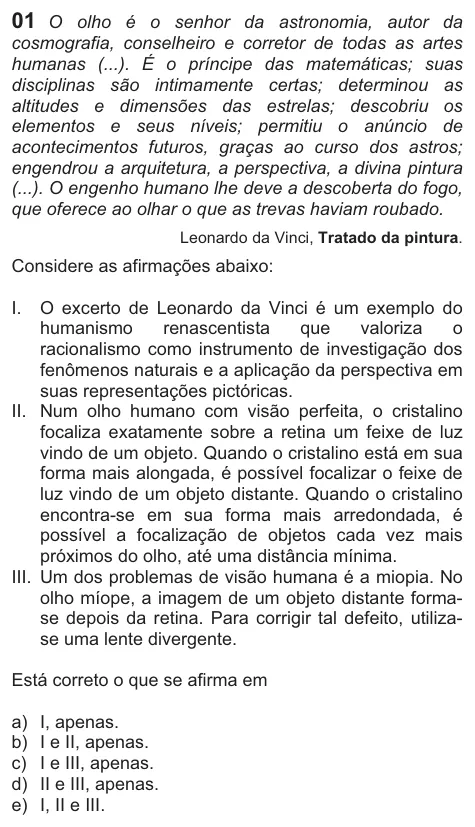 01 O olho é o senhor da astronomia, autor da
cosmografia, conselheiro e corretor de todas as artes
humanas (...). É o príncipe das matemáticas; suas
disciplinas são intimamente certas; determinou as
altitudes e dimensões das estrelas; descobriu os
elementos e seus níveis; permitiu o anúncio de
acontecimentos futuros, graças ao curso dos astros;
engendrou a arquitetura, a perspectiva, a divina pintura
(...). O engenho humano lhe deve a descoberta do fogo,
que oferece ao olhar o que as trevas haviam roubado.
Leonardo da Vinci, Tratado da pintura.
Considere as afirmações abaixo:
I. O excerto de Leonardo da Vinci é um exemplo do
humanismo renascentista que valoriza o
racionalismo como instrumento de investigação dos
fenômenos naturais e a aplicação da perspectiva em
suas representações pictóricas.
II. Num olho humano com visão perfeita, o cristalino
focaliza exatamente sobre a retina um feixe de luz
vindo de um objeto. Quando o cristalino está em sua
forma mais alongada, é possível focalizar o feixe de
luz vindo de um objeto distante. Quando o cristalino
encontra-se em sua forma mais arredondada, é
possível a focalização de objetos cada vez mais
próximos do olho, até uma distância mínima.
III. Um dos problemas de visão humana é a miopia. No
olho míope, a imagem de um objeto distante forma-
se depois da retina. Para corrigir tal defeito, utiliza-
se uma lente divergente.
Está correto o que se afirma em
a) I, apenas.
b) I e II, apenas.
c) I e III, apenas.
d) II e III, apenas.
e) I, II e III.